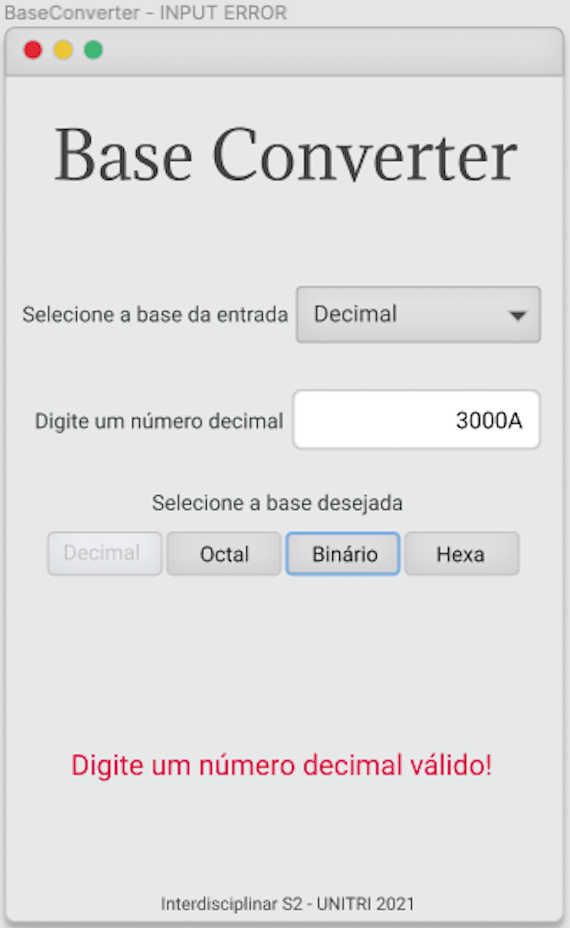 BaseConverter - INPUT ERROR
Base Converter
Selecione a base da entrada Decimal
Digite um número decimal 3000A
Selecione a base desejada
Decimal Octal Binário Hexa
Digite um número decimal válido!
Interdisciplinar S2 - UNITRI 2021